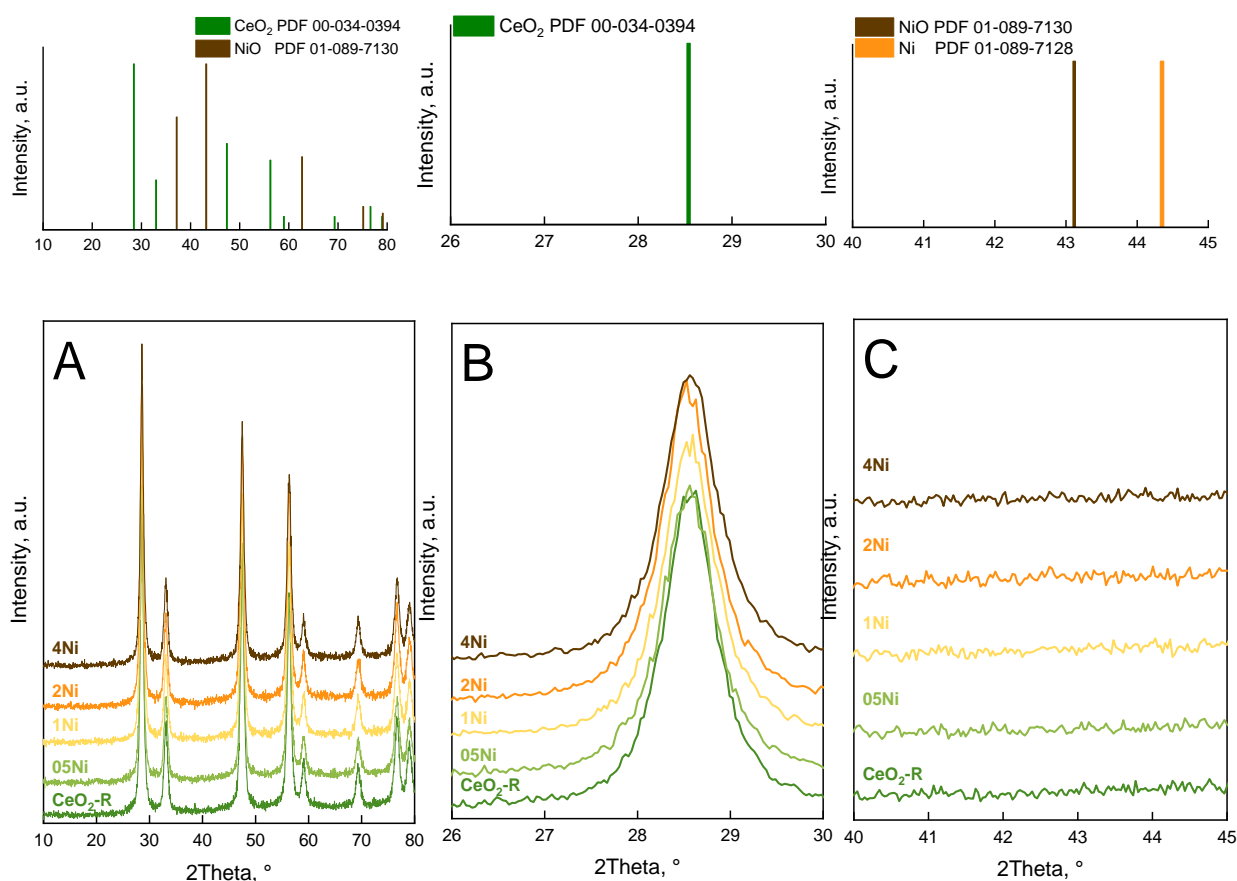 CeO₂ PDF 00-034-0394
NiO PDF 01-089-7130
Intensity, a.u.
10 20 30 40 50 60 70 80
CeO₂ PDF 00-034-0394
Intensity, a.u.
26 27 28 29 30
NiO PDF 01-089-7130
Ni PDF 01-089-7128
Intensity, a.u.
40 41 42 43 44 45
A
Intensity, a.u.
4Ni
2Ni
1Ni
05Ni
CeO₂-R
10 20 30 40 50 60 70 80
2Theta, °
B
Intensity, a.u.
4Ni
2Ni
1Ni
05Ni
CeO₂-R
26 27 28 29 30
2Theta, °
C
Intensity, a.u.
4Ni
2Ni
1Ni
05Ni
CeO₂-R
40 41 42 43 44 45
2Theta, °